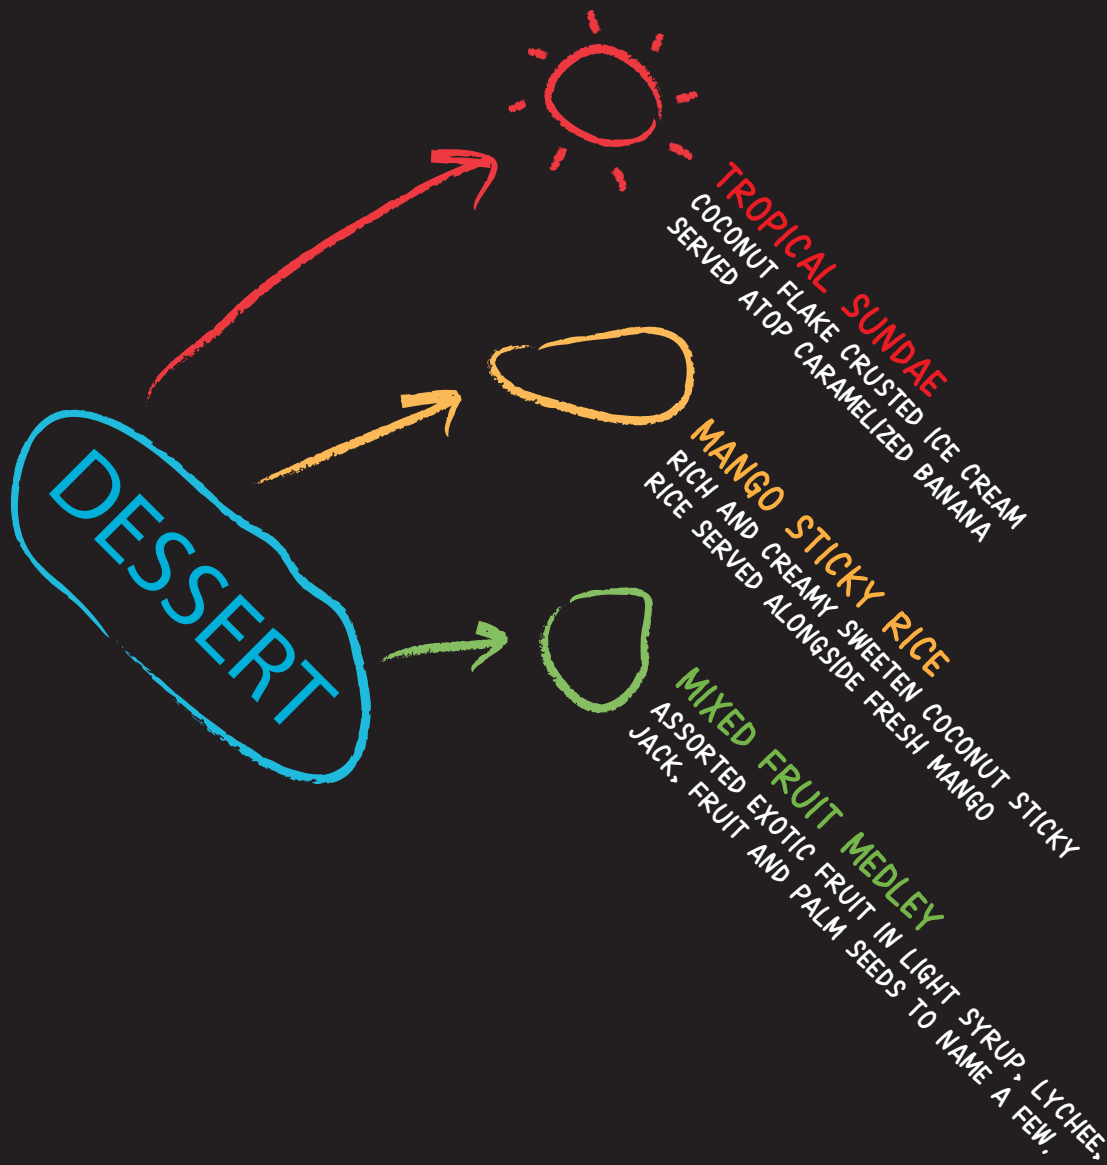 DESSERT
TROPICAL SUNDAE
COCONUT FLAKE CRUSTED ICE CREAM
SERVED ATOP CARAMELIZED BANANA
MANGO STICKY RICE
RICH AND CREAMY SWEETEN COCONUT STICKY
RICE SERVED ALONGSIDE FRESH MANGO
MIXED FRUIT MEDLEY
ASSORTED EXOTIC FRUIT IN LIGHT SYRUP, LYCHEE,
JACK, FRUIT AND PALM SEEDS TO NAME A FEW,